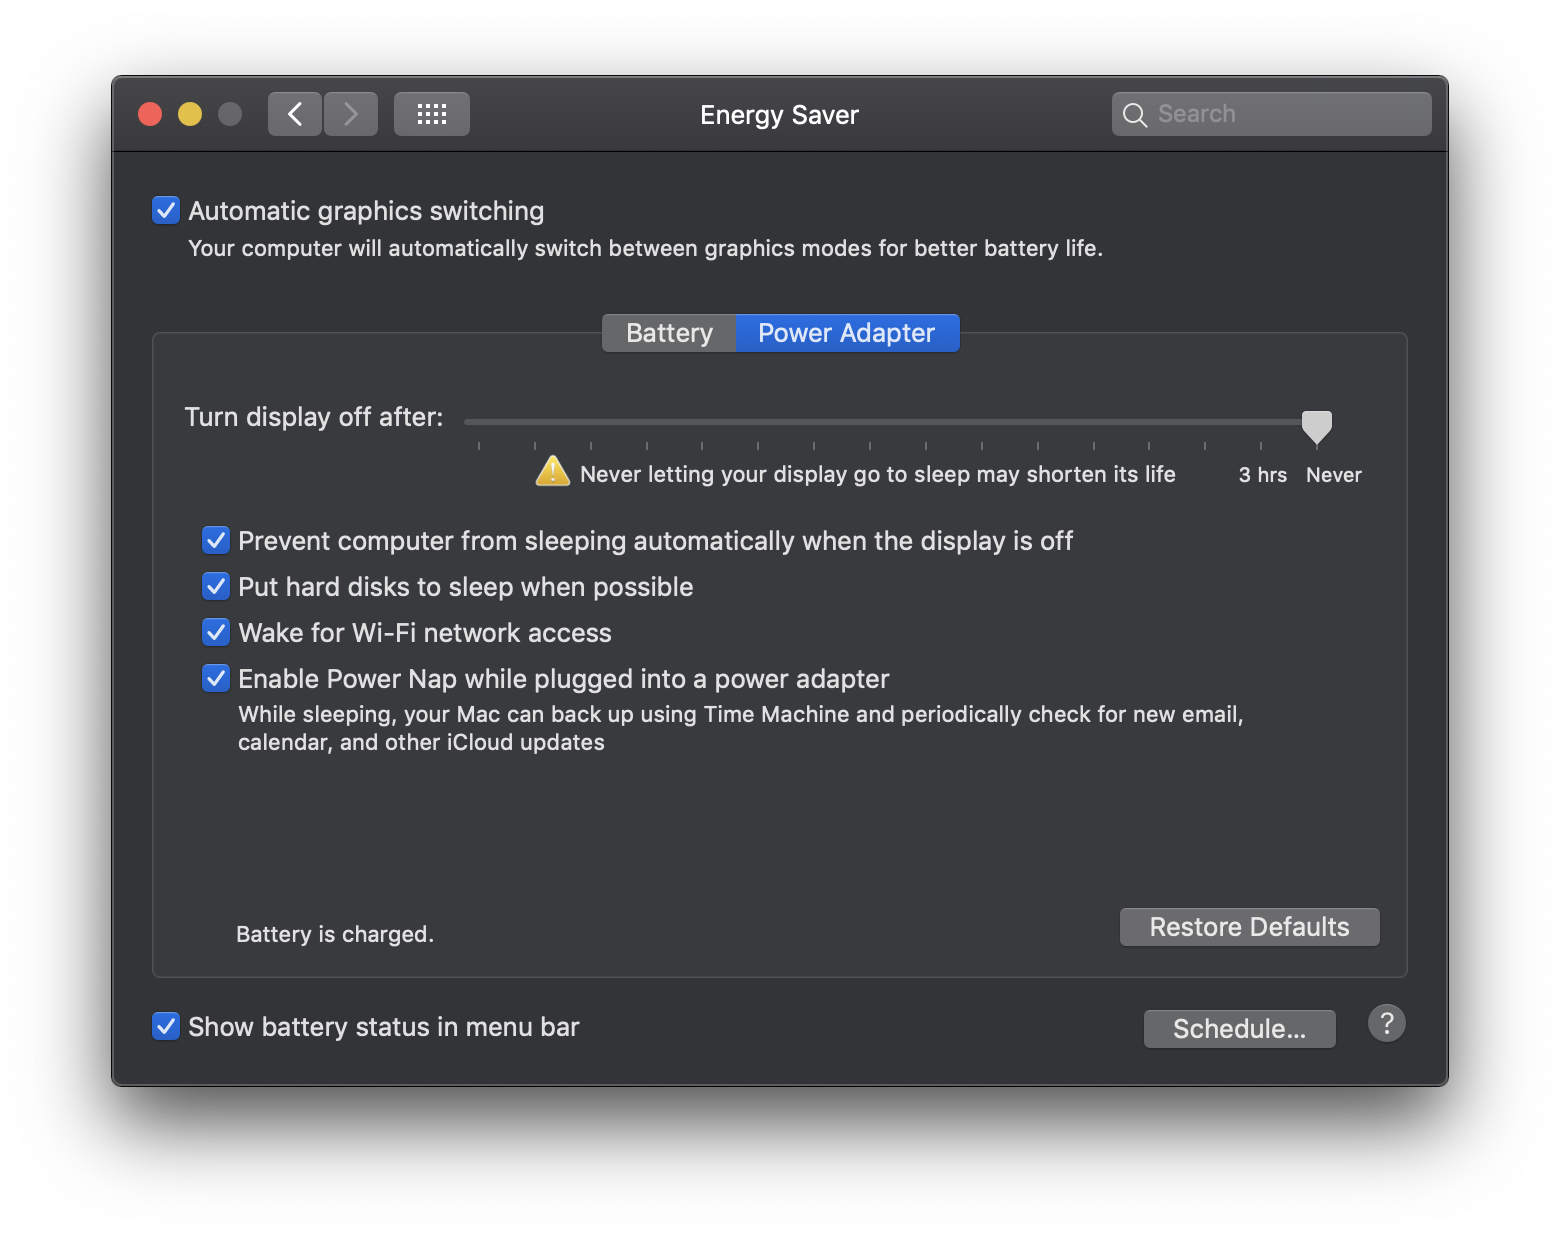 Energy Saver
Search
Automatic graphics switching
Your computer will automatically switch between graphics modes for better battery life.
Battery
Power Adapter
Turn display off after:
Never letting your display go to sleep may shorten its life
3 hrs
Never
Prevent computer from sleeping automatically when the display is off
Put hard disks to sleep when possible
Wake for Wi-Fi network access
Enable Power Nap while plugged into a power adapter
While sleeping, your Mac can back up using Time Machine and periodically check for new email,
calendar, and other iCloud updates
Battery is charged.
Restore Defaults
Show battery status in menu bar
Schedule...
?